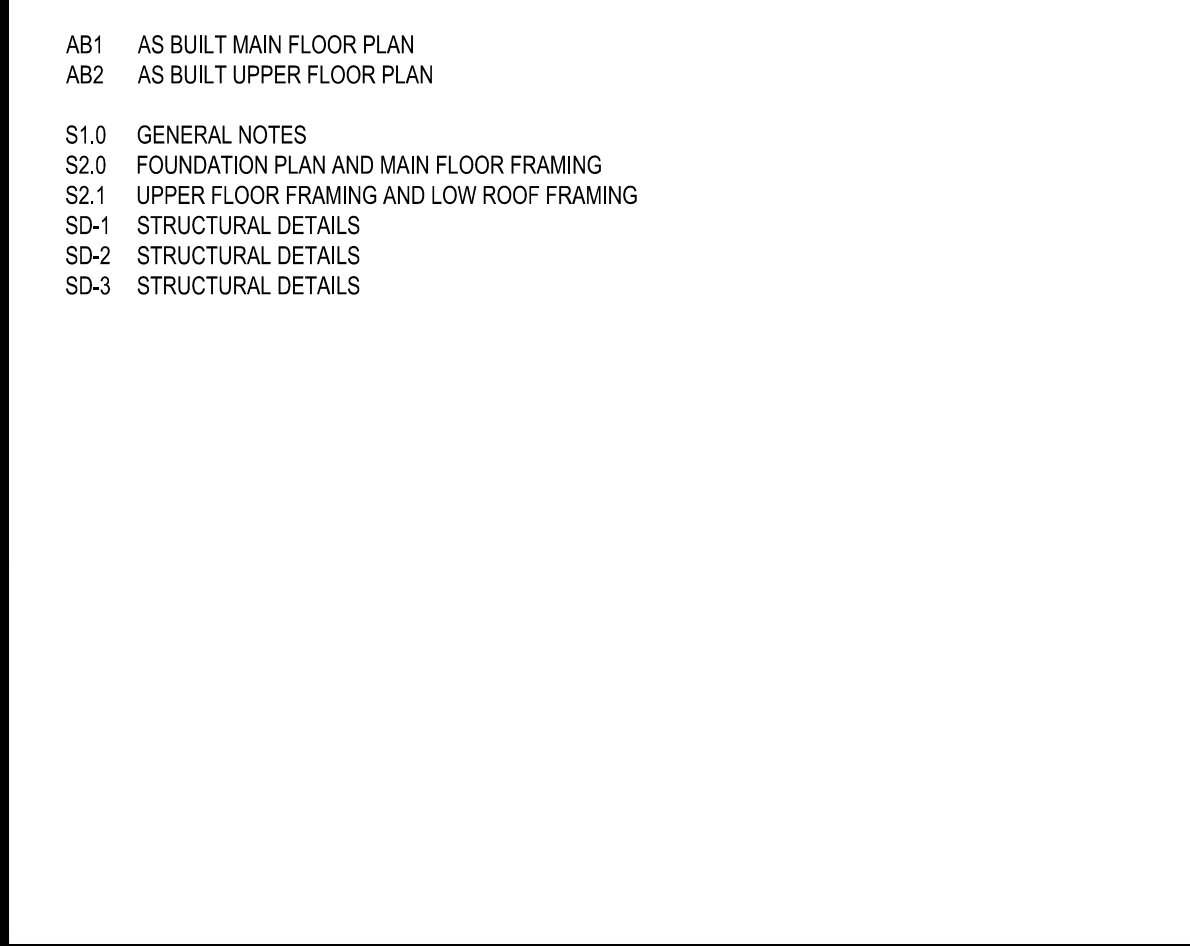 AB1 AS BUILT MAIN FLOOR PLAN
AB2 AS BUILT UPPER FLOOR PLAN
S1.0 GENERAL NOTES
S2.0 FOUNDATION PLAN AND MAIN FLOOR FRAMING
S2.1 UPPER FLOOR FRAMING AND LOW ROOF FRAMING
SD-1 STRUCTURAL DETAILS
SD-2 STRUCTURAL DETAILS
SD-3 STRUCTURAL DETAILS